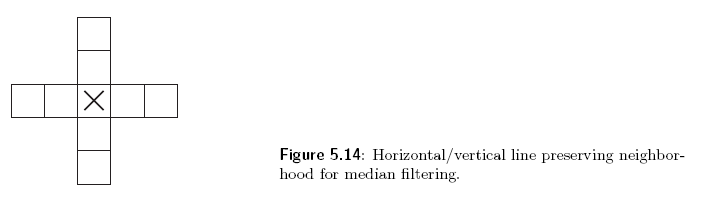 Figure 5.14: Horizontal/vertical line preserving neighbor-
hood for median filtering.